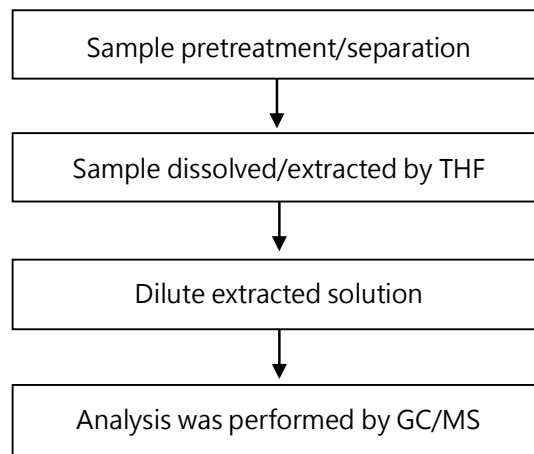 Sample pretreatment/separation
Sample dissolved/extracted by THF
Dilute extracted solution
Analysis was performed by GC/MS